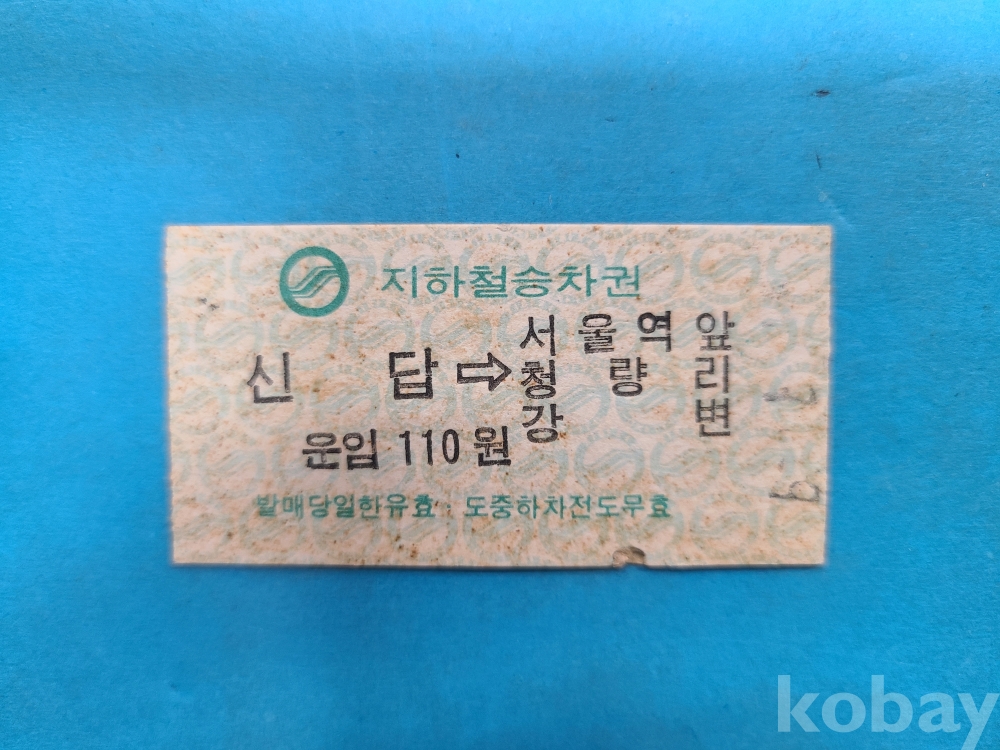 지하철승차권
신답⇨
서울역앞
청량리
강변
운임 110원
발매당일한유효 · 도중하차전도무효
kobay